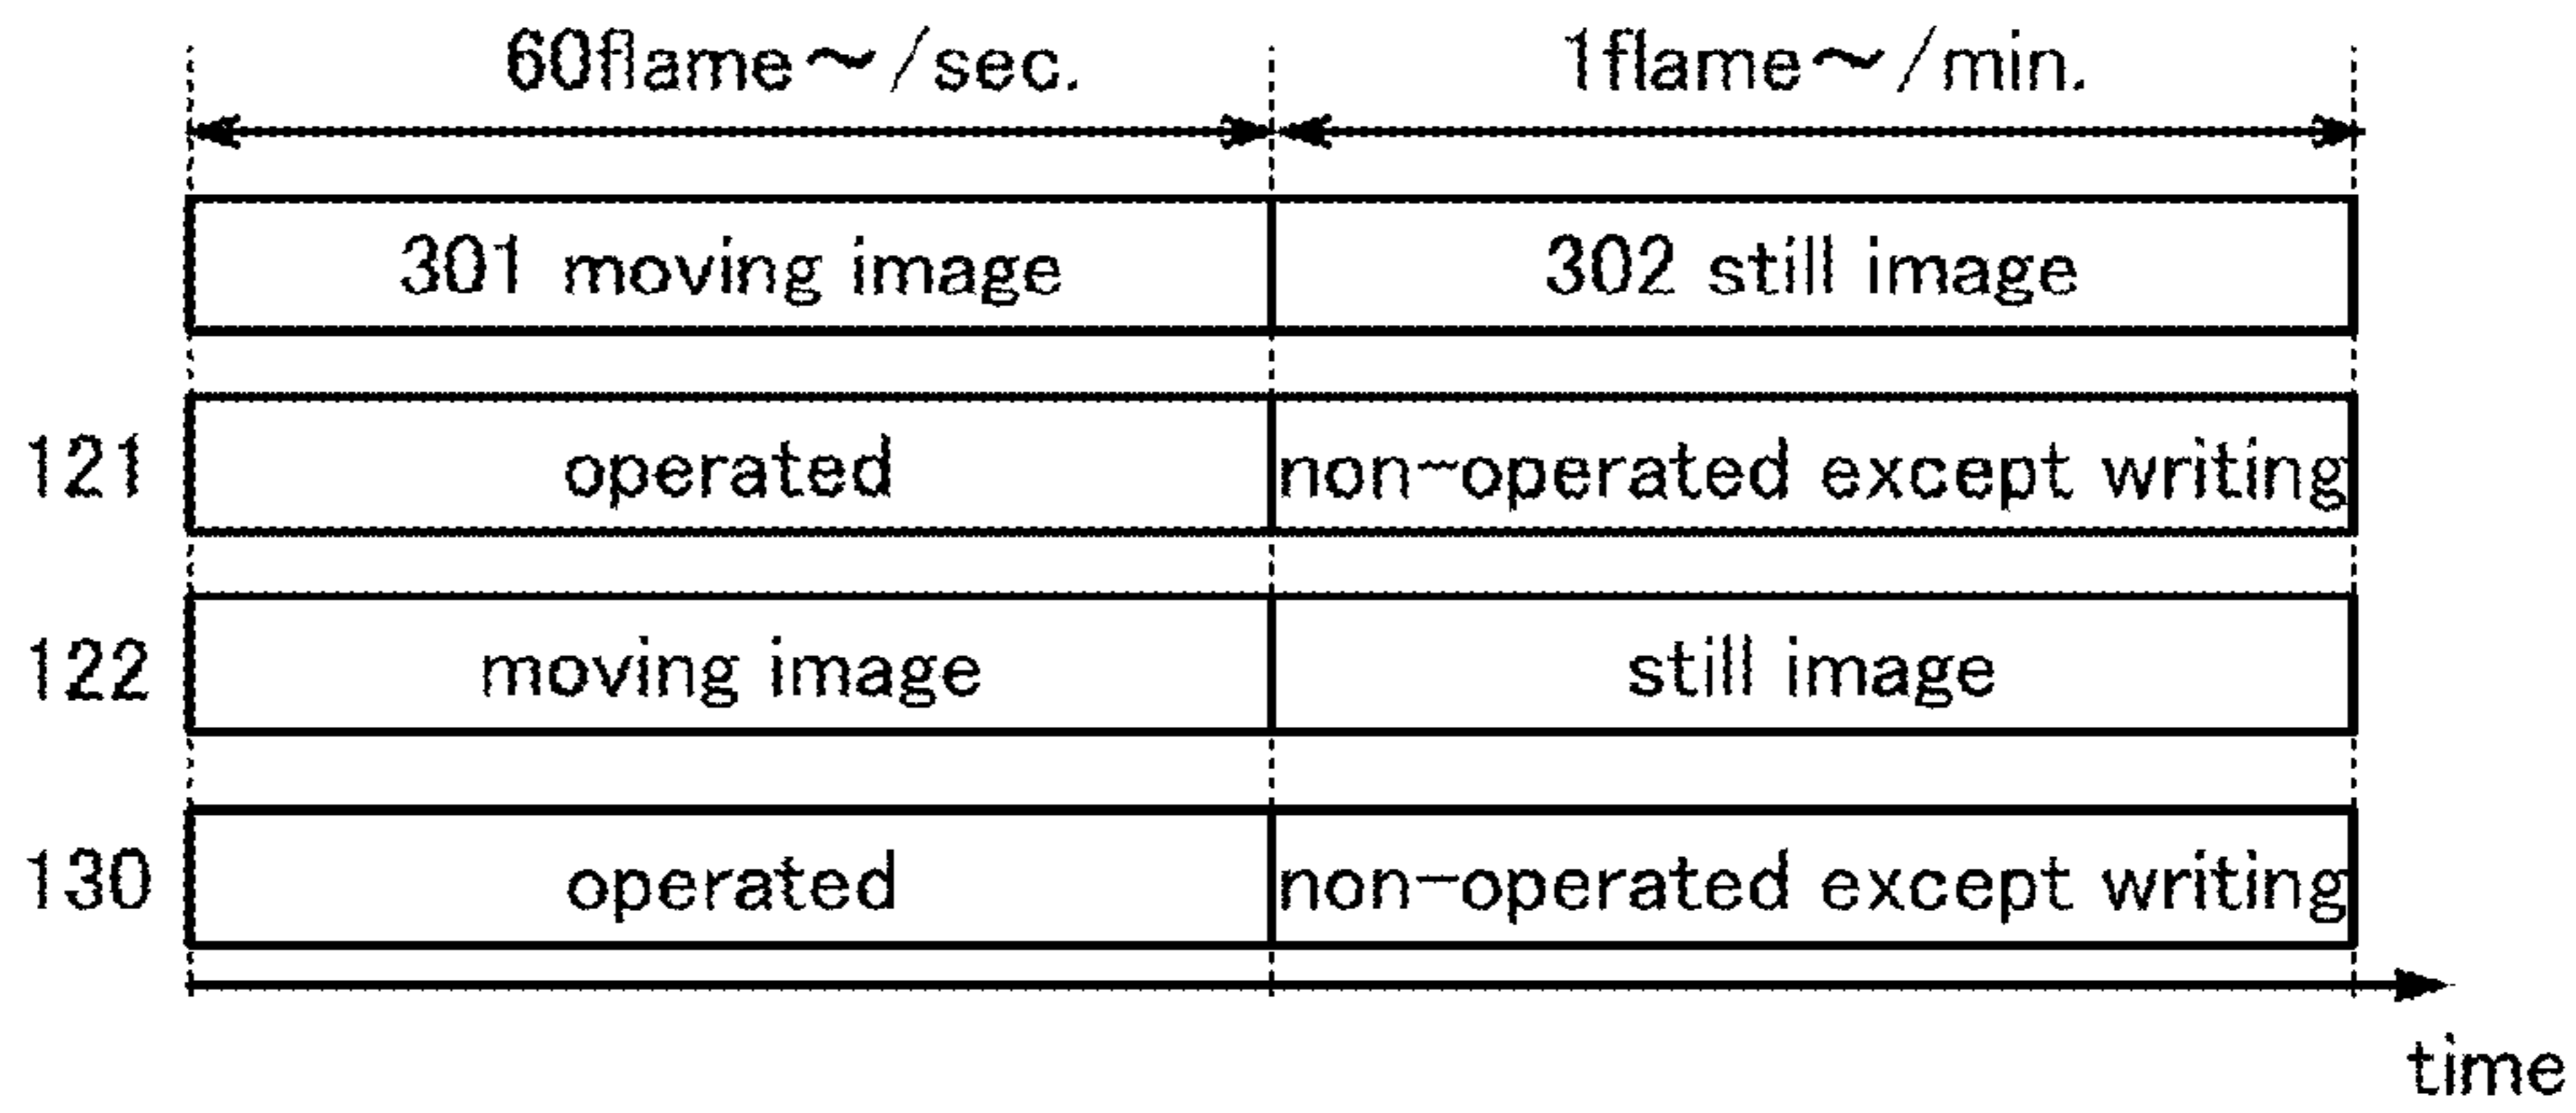 60flame～/sec. 1flame～/min.
301 moving image 302 still image
121 operated non-operated except writing
122 moving image still image
130 operated non-operated except writing
time